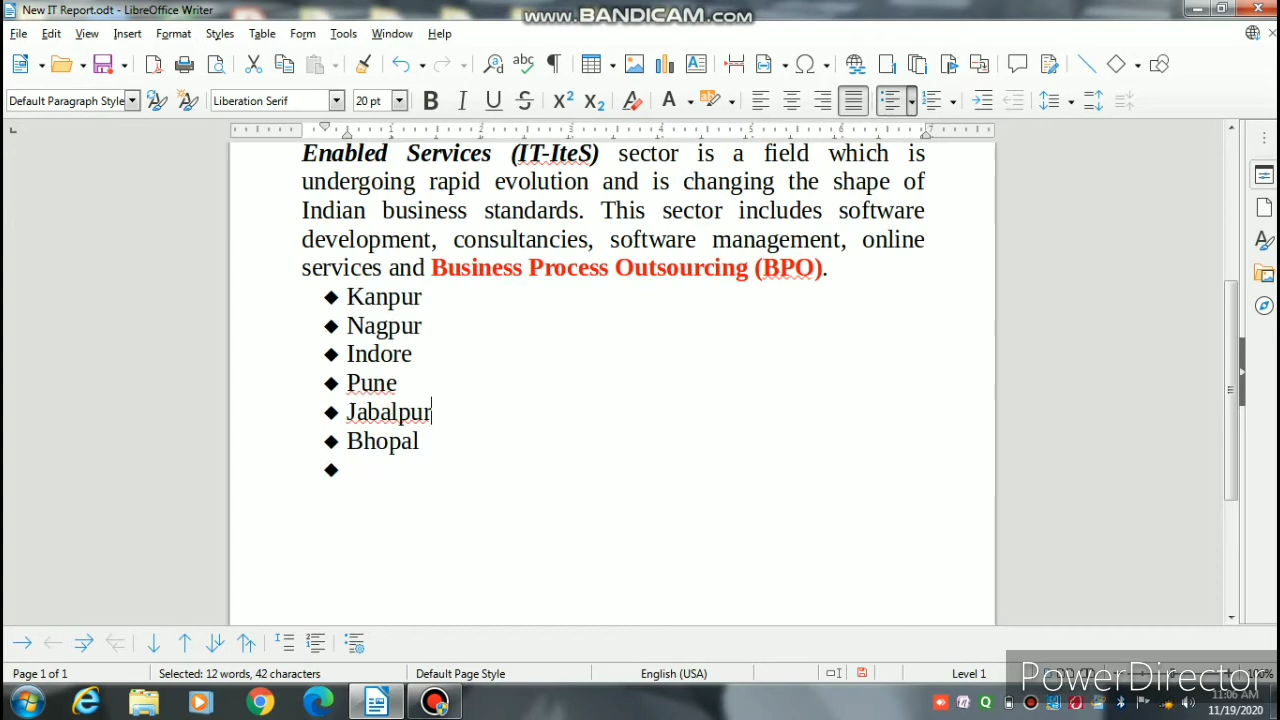 New IT Report.odt - LibreOffice Writer
www.BANDICAM.com
File Edit View Insert Format Styles Table Form Tools Window Help
Default Paragraph Style Liberation Serif 20 pt
Enabled Services (IT-IteS) sector is a field which is
undergoing rapid evolution and is changing the shape of
Indian business standards. This sector includes software
development, consultancies, software management, online
services and Business Process Outsourcing (BPO).
Kanpur
Nagpur
Indore
Pune
Jabalpur
Bhopal
Page 1 of 1 Selected: 12 words, 42 characters Default Page Style English (USA) Level 1 100%
PowerDirector
11:06 AM
11/19/2020